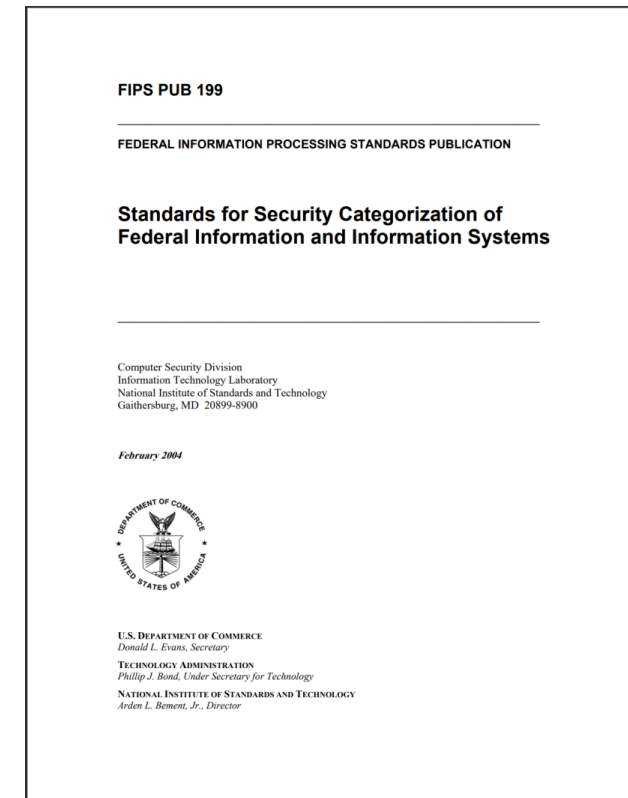 FIPS PUB 199
FEDERAL INFORMATION PROCESSING STANDARDS PUBLICATION
Standards for Security Categorization of
Federal Information and Information Systems
Computer Security Division
Information Technology Laboratory
National Institute of Standards and Technology
Gaithersburg, MD 20899-8900
February 2004
DEPARTMENT OF COMMERCE
UNITED STATES OF AMERICA
U.S. DEPARTMENT OF COMMERCE
Donald L. Evans, Secretary
TECHNOLOGY ADMINISTRATION
Phillip J. Bond, Under Secretary for Technology
NATIONAL INSTITUTE OF STANDARDS AND TECHNOLOGY
Arden L. Bement, Jr., Director